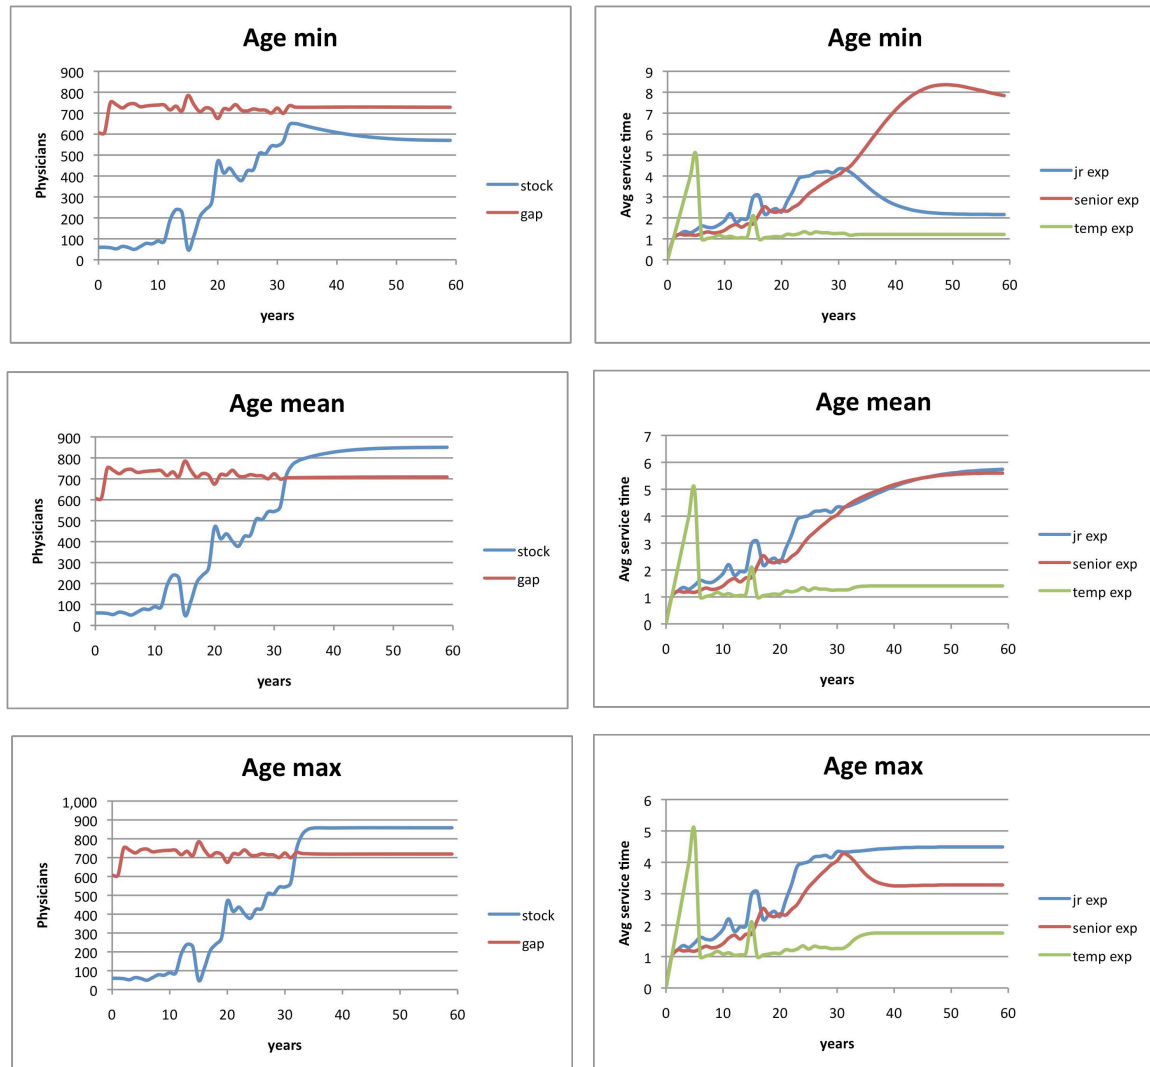 Age min
900
800
700
600
500
400
300
200
100
0
Physicians
0 10 20 30 40 50 60
years
stock
gap
Age min
9
8
7
6
5
4
3
2
1
0
Avg service time
0 10 20 30 40 50 60
years
jr exp
senior exp
temp exp
Age mean
900
800
700
600
500
400
300
200
100
0
Physicians
0 10 20 30 40 50 60
years
stock
gap
Age mean
7
6
5
4
3
2
1
0
Avg service time
0 10 20 30 40 50 60
years
jr exp
senior exp
temp exp
Age max
1,000
900
800
700
600
500
400
300
200
100
0
Physicians
0 10 20 30 40 50 60
years
stock
gap
Age max
6
5
4
3
2
1
0
Avg service time
0 10 20 30 40 50 60
years
jr exp
senior exp
temp exp